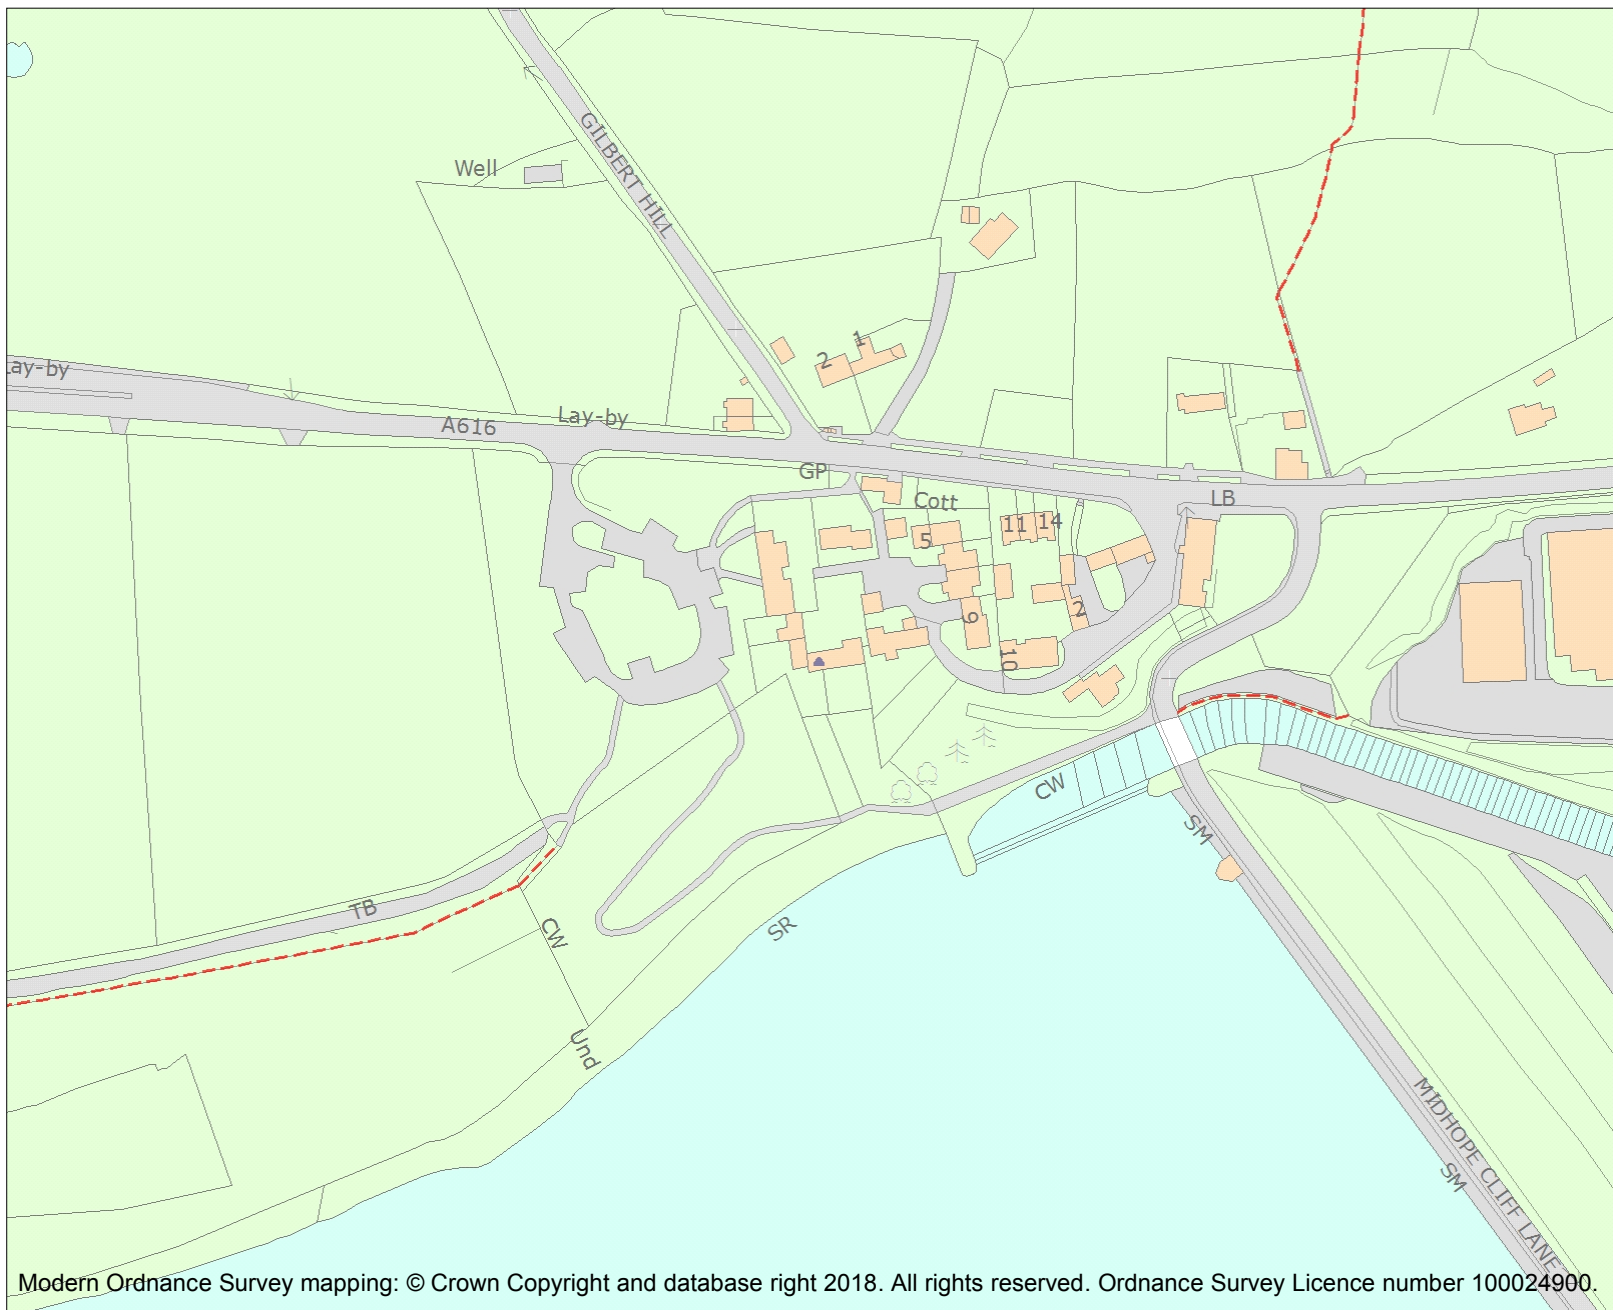 GILBERT HILL
Well
1
2
Lay-by
Lay-by
A616
GP
LB
Cott
11
14
5
2
9
10
CW
SM
TB
CW
SR
Und
MIDHOPE CLIFF LANE
SM
Modern Ordnance Survey mapping: © Crown Copyright and database right 2018. All rights reserved. Ordnance Survey Licence number 100024900.